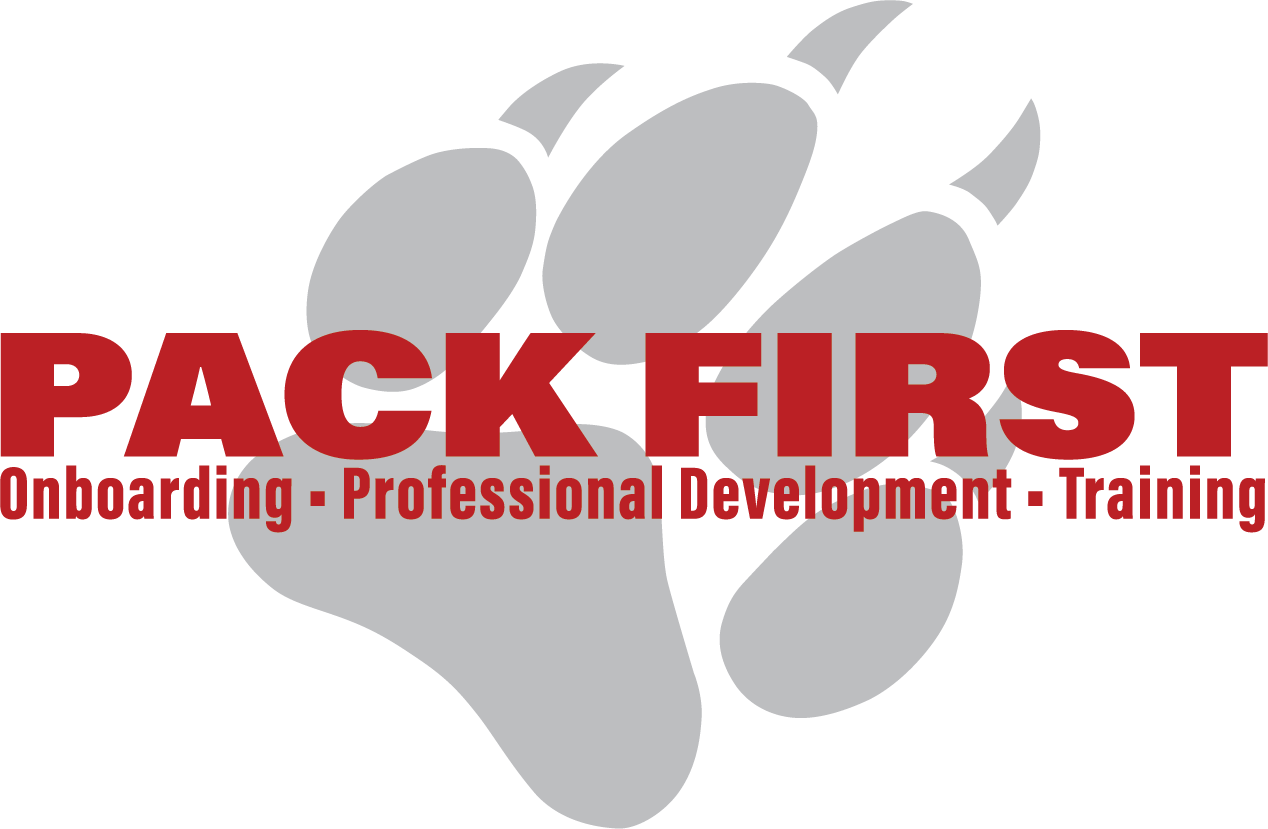 PACK FIRST
Onboarding ▪ Professional Development ▪ Training